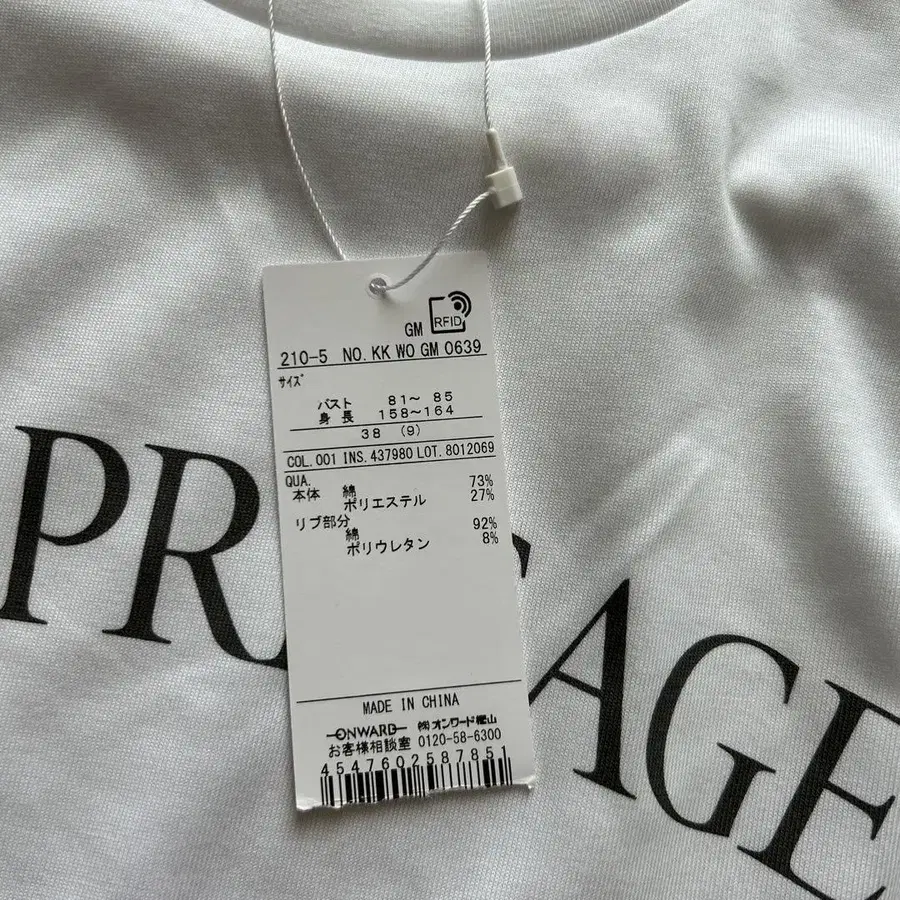 GM RFID
210-5 NO. KK WO GM 0639
サイズ
バスト 81～ 85
身長 158～164
38 (9)
COL. 001 INS. 437980 LOT. 8012069
QUA.
本体 綿 73%
ポリエステル 27%
リブ部分
綿 92%
ポリウレタン 8%
MADE IN CHINA
ONWARD ㈱オンワード樫山
お客様相談室 0120-58-6300
4547602587851